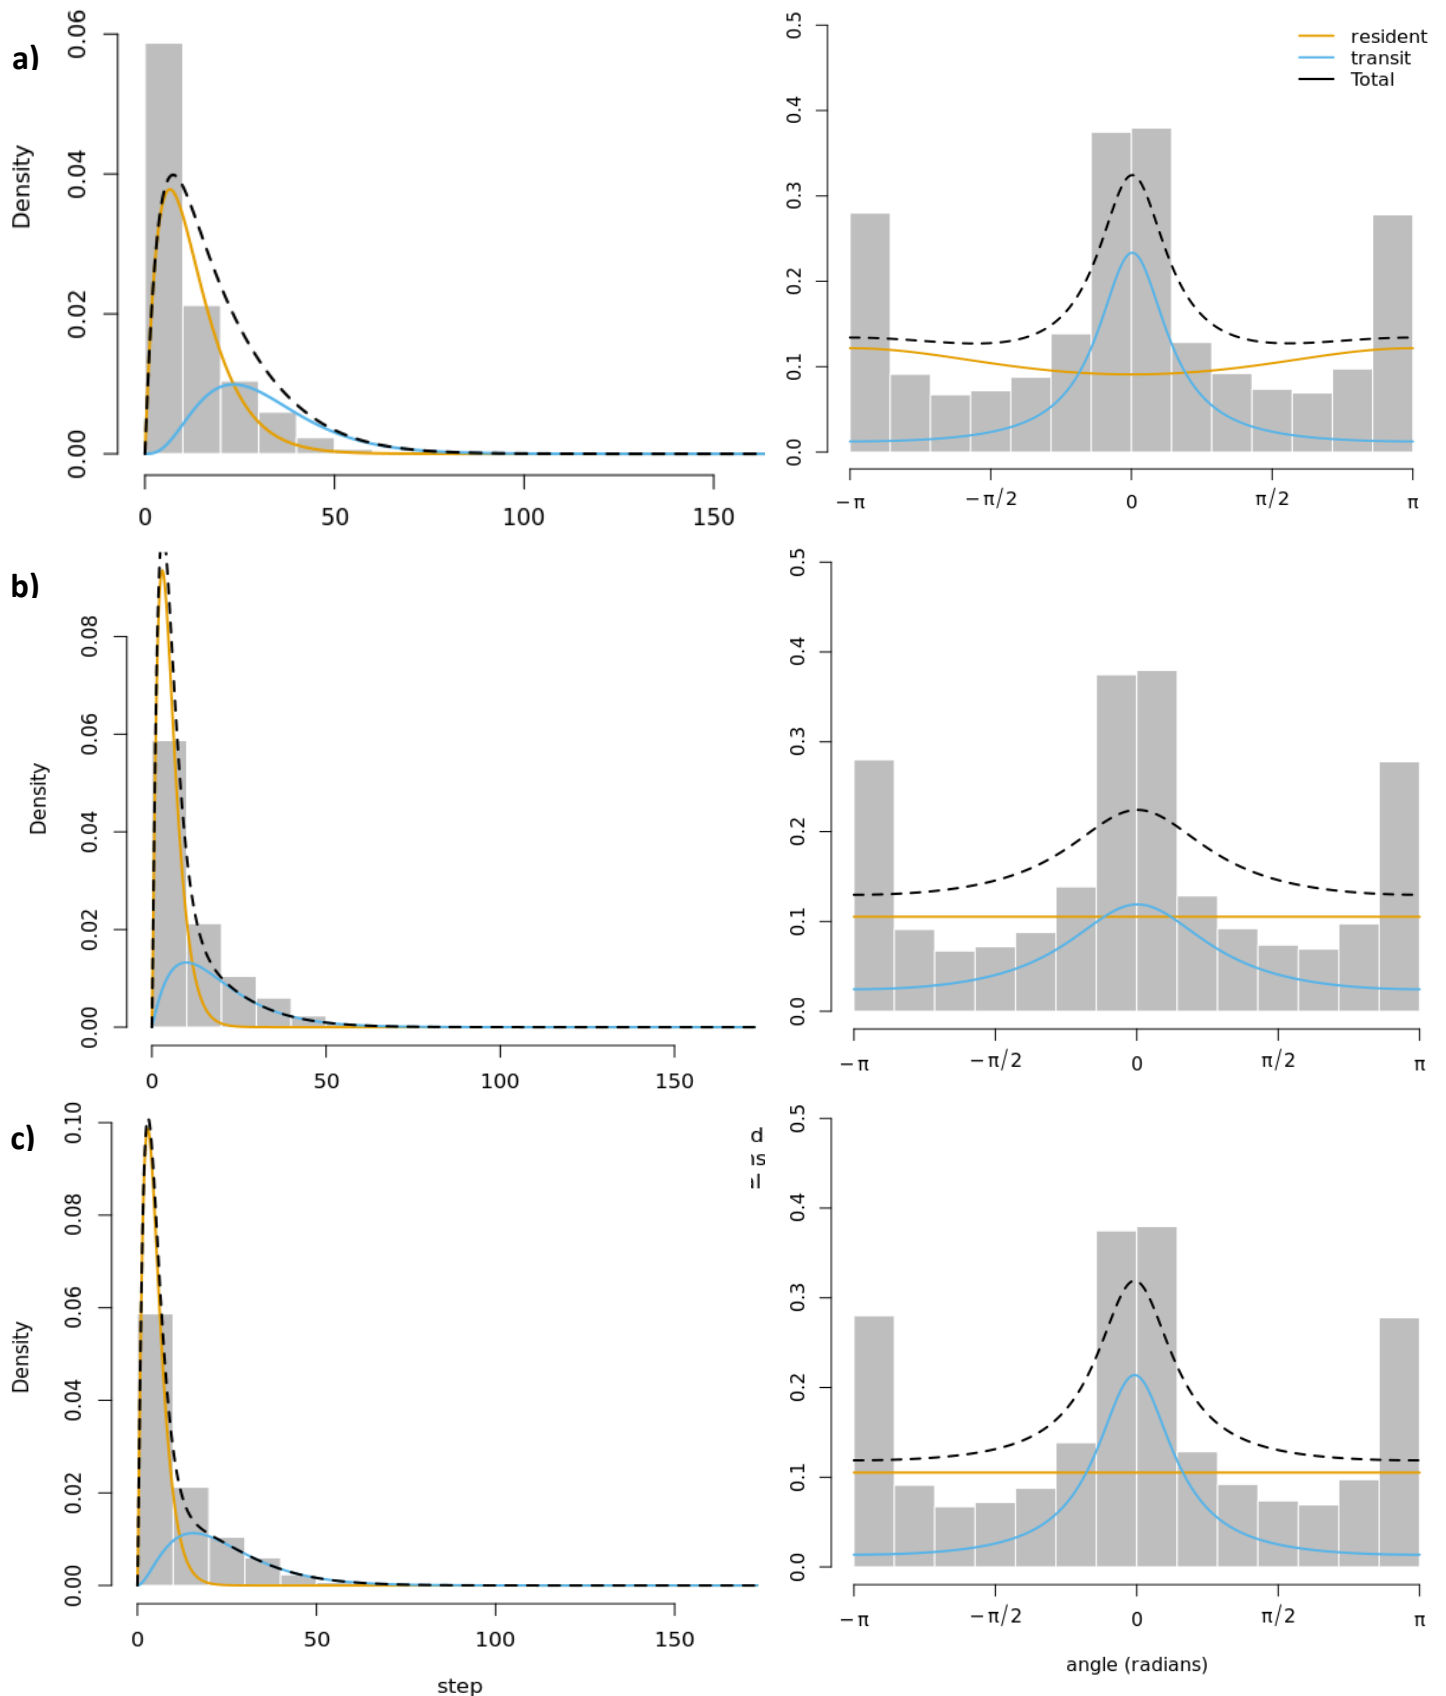 a)
Density
0.00 0.02 0.04 0.06
0 50 100 150
0.0 0.1 0.2 0.3 0.4 0.5
−π −π/2 0 π/2 π
resident
transit
Total
b)
Density
0.00 0.02 0.04 0.06 0.08
0 50 100 150
0.0 0.1 0.2 0.3 0.4 0.5
−π −π/2 0 π/2 π
c)
Density
0.00 0.02 0.04 0.06 0.08 0.10
0 50 100 150
step
d
0.0 0.1 0.2 0.3 0.4 0.5
−π −π/2 0 π/2 π
angle (radians)